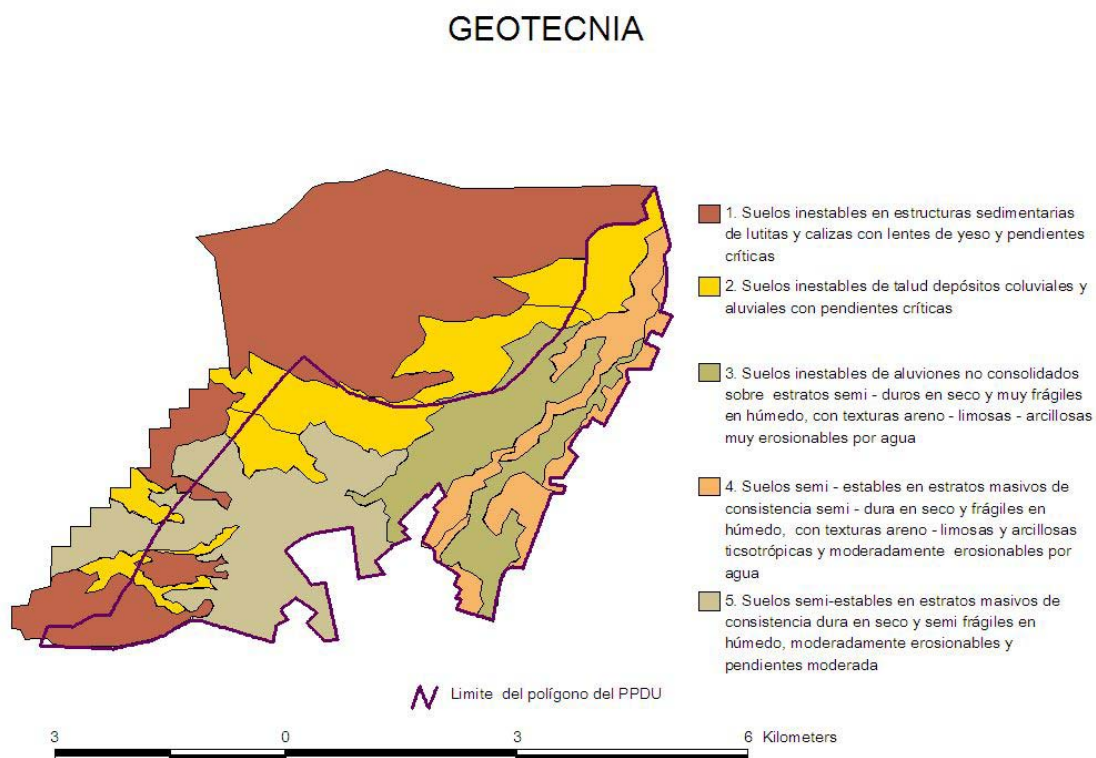 GEOTECNIA
1. Suelos inestables en estructuras sedimentarias
de lutitas y calizas con lentes de yeso y pendientes
críticas
2. Suelos inestables de talud depósitos coluviales y
aluviales con pendientes críticas
3. Suelos inestables de aluviones no consolidados
sobre estratos semi - duros en seco y muy frágiles
en húmedo, con texturas areno - limosas - arcillosas
muy erosionables por agua
4. Suelos semi - estables en estratos masivos de
consistencia semi - dura en seco y frágiles en
húmedo, con texturas areno - limosas y arcillosas
ticsotrópicas y moderadamente erosionables por
agua
5. Suelos semi-estables en estratos masivos de
consistencia dura en seco y semi frágiles en
húmedo, moderadamente erosionables y
pendientes moderada
Limite del polígono del PPDU
3 0 3 6 Kilometers